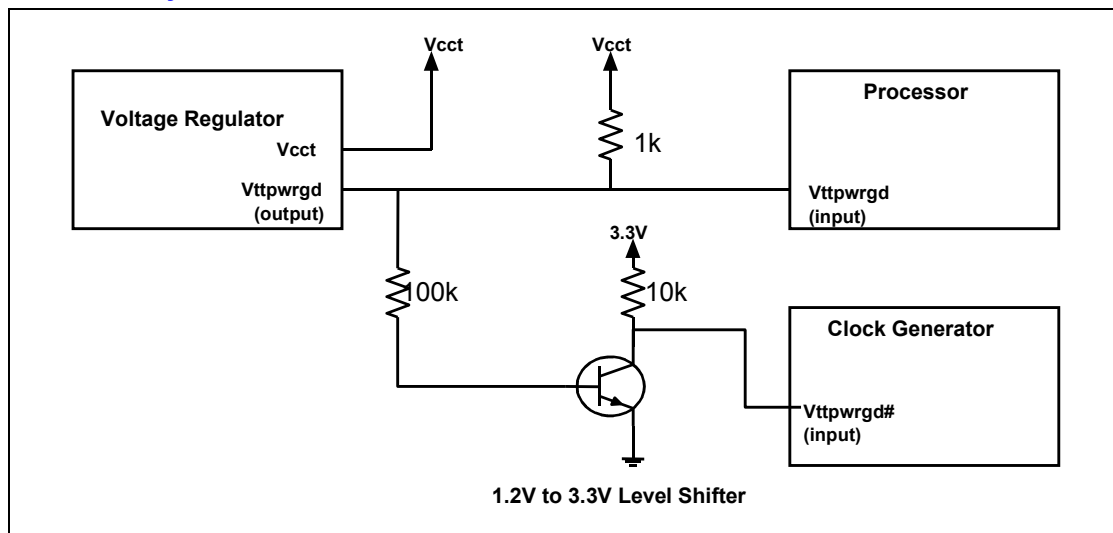 Vcct
Vcct
Voltage Regulator
Processor
1k
Vcct
Vttpwrgd
(output)
Vttpwrgd
(input)
3.3V
100k
10k
Clock Generator
Vttpwrgd#
(input)
1.2V to 3.3V Level Shifter